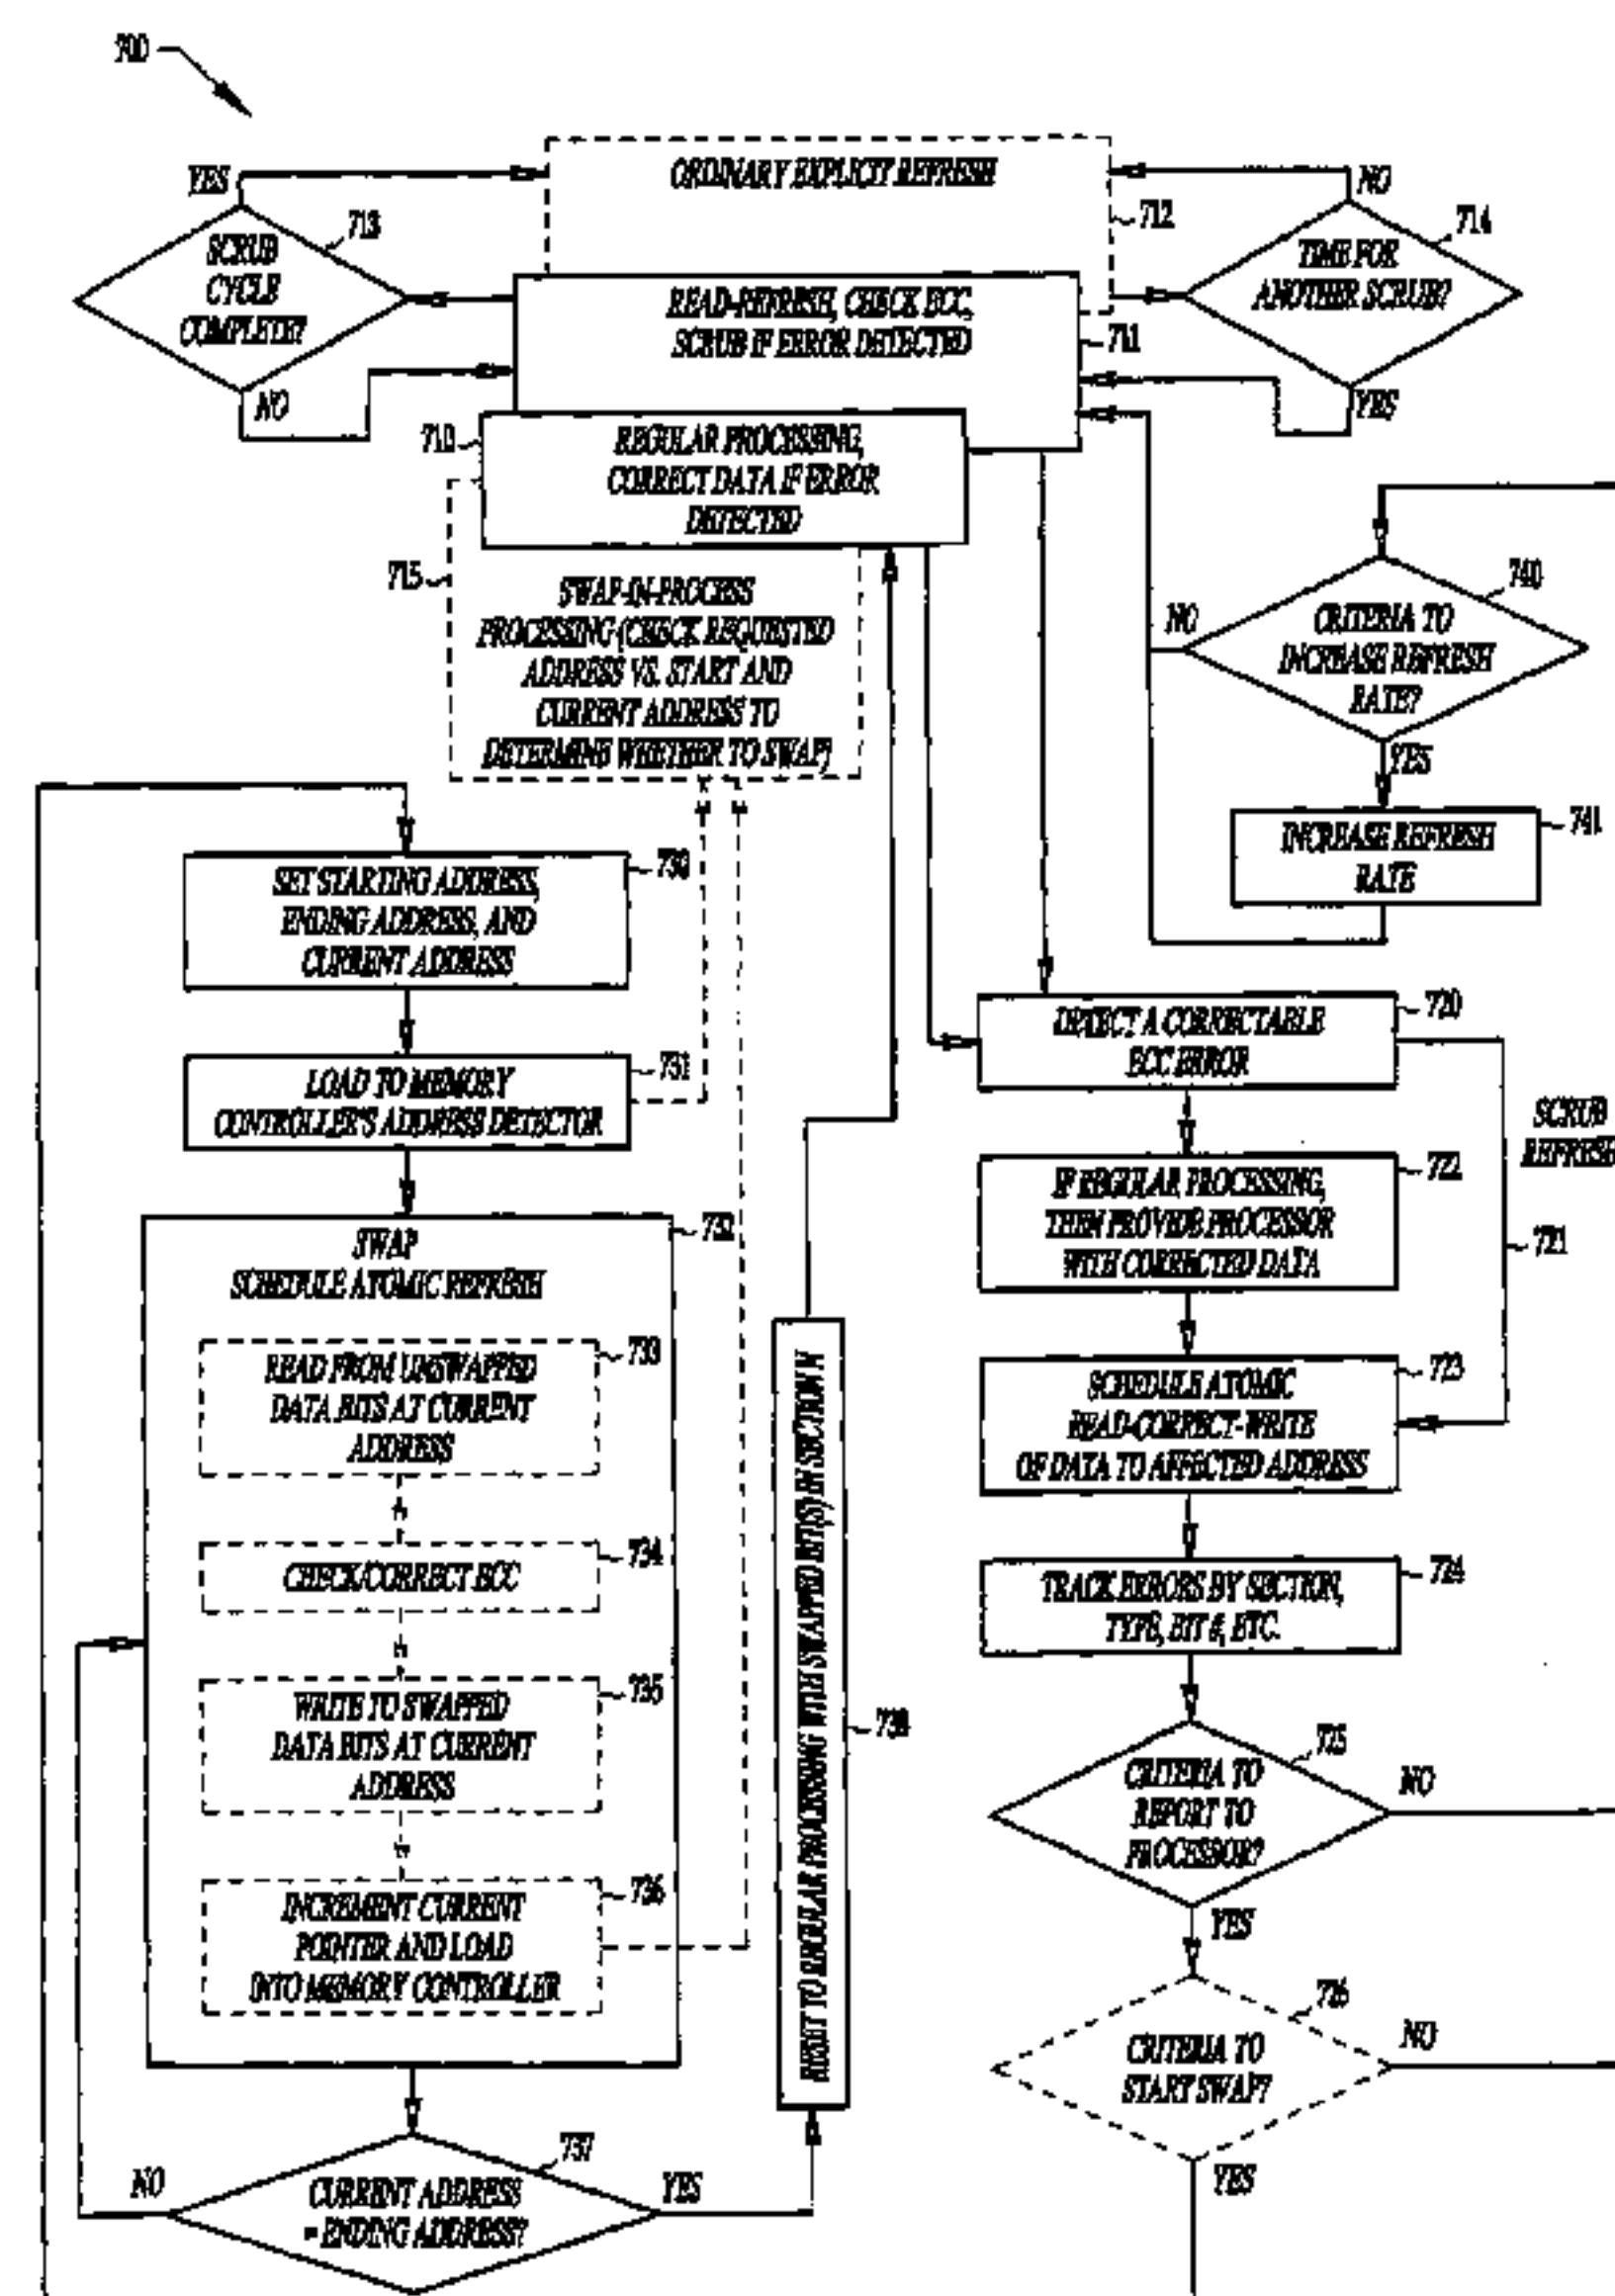 700
ORDINARY EXPLICIT REFRESH
712
YES
713
SCRUB
CYCLE
COMPLETE?
NO
NO
714
TIME FOR
ANOTHER SCRUB?
YES
READ-REFRESH, CHECK ECC,
SCRUB IF ERROR DETECTED
711
710
REGULAR PROCESSING,
CORRECT DATA IF ERROR
DETECTED
715
SWAP-IN-PROCESS
PROCESSING (CHECK REQUESTED
ADDRESS VS. START AND
CURRENT ADDRESS TO
DETERMINE WHETHER TO SWAP)
740
NO
CRITERIA TO
INCREASE REFRESH
RATE?
YES
741
INCREASE REFRESH
RATE
730
SET STARTING ADDRESS,
ENDING ADDRESS, AND
CURRENT ADDRESS
731
LOAD TO MEMORY
CONTROLLER'S ADDRESS DETECTOR
732
SWAP
SCHEDULE ATOMIC REFRESH
733
READ FROM UNSWAPPED
DATA BITS AT CURRENT
ADDRESS
734
CHECK/CORRECT ECC
735
WRITE TO SWAPPED
DATA BITS AT CURRENT
ADDRESS
736
INCREMENT CURRENT
POINTER AND LOAD
INTO MEMORY CONTROLLER
737
NO
CURRENT ADDRESS
= ENDING ADDRESS?
YES
RESET TO REGULAR PROCESSING WITH SWAPPED BIT(S) IN SECTION N
738
720
DETECT A CORRECTABLE
ECC ERROR
SCRUB
REFRESH
721
722
IF REGULAR PROCESSING,
THEN PROVIDE PROCESSOR
WITH CORRECTED DATA
723
SCHEDULE ATOMIC
READ-CORRECT-WRITE
OF DATA TO AFFECTED ADDRESS
724
TRACK ERRORS BY SECTION,
TYPE, BIT #, ETC.
725
CRITERIA TO
REPORT TO
PROCESSOR?
NO
YES
726
CRITERIA TO
START SWAP?
NO
YES